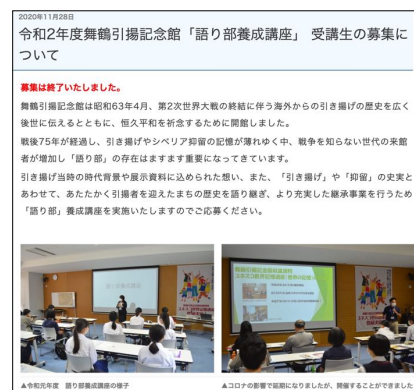 2020年11月28日
令和2年度舞鶴引揚記念館「語り部養成講座」 受講生の募集に
ついて
募集は終了いたしました。
舞鶴引揚記念館は昭和63年4月、第2次世界大戦の終結に伴う海外からの引き揚げの歴史を広く
後世に伝えるとともに、恒久平和を祈念するために開館しました。
戦後75年が経過し、引き揚げやシベリア抑留の記憶が薄れゆく中、戦争を知らない世代の来館
者が増加し「語り部」の存在はますます重要になってきています。
引き揚げ当時の時代背景や展示資料に込められた想い、また、「引き揚げ」や「抑留」の史実と
あわせて、あたたかく引揚者を迎えたまちの歴史を語り継ぎ、より充実した継承事業を行うため
「語り部」養成講座を実施いたしますのでご応募ください。
▲令和元年度 語り部養成講座の様子
▲コロナの影響で延期になりましたが、開催することができました